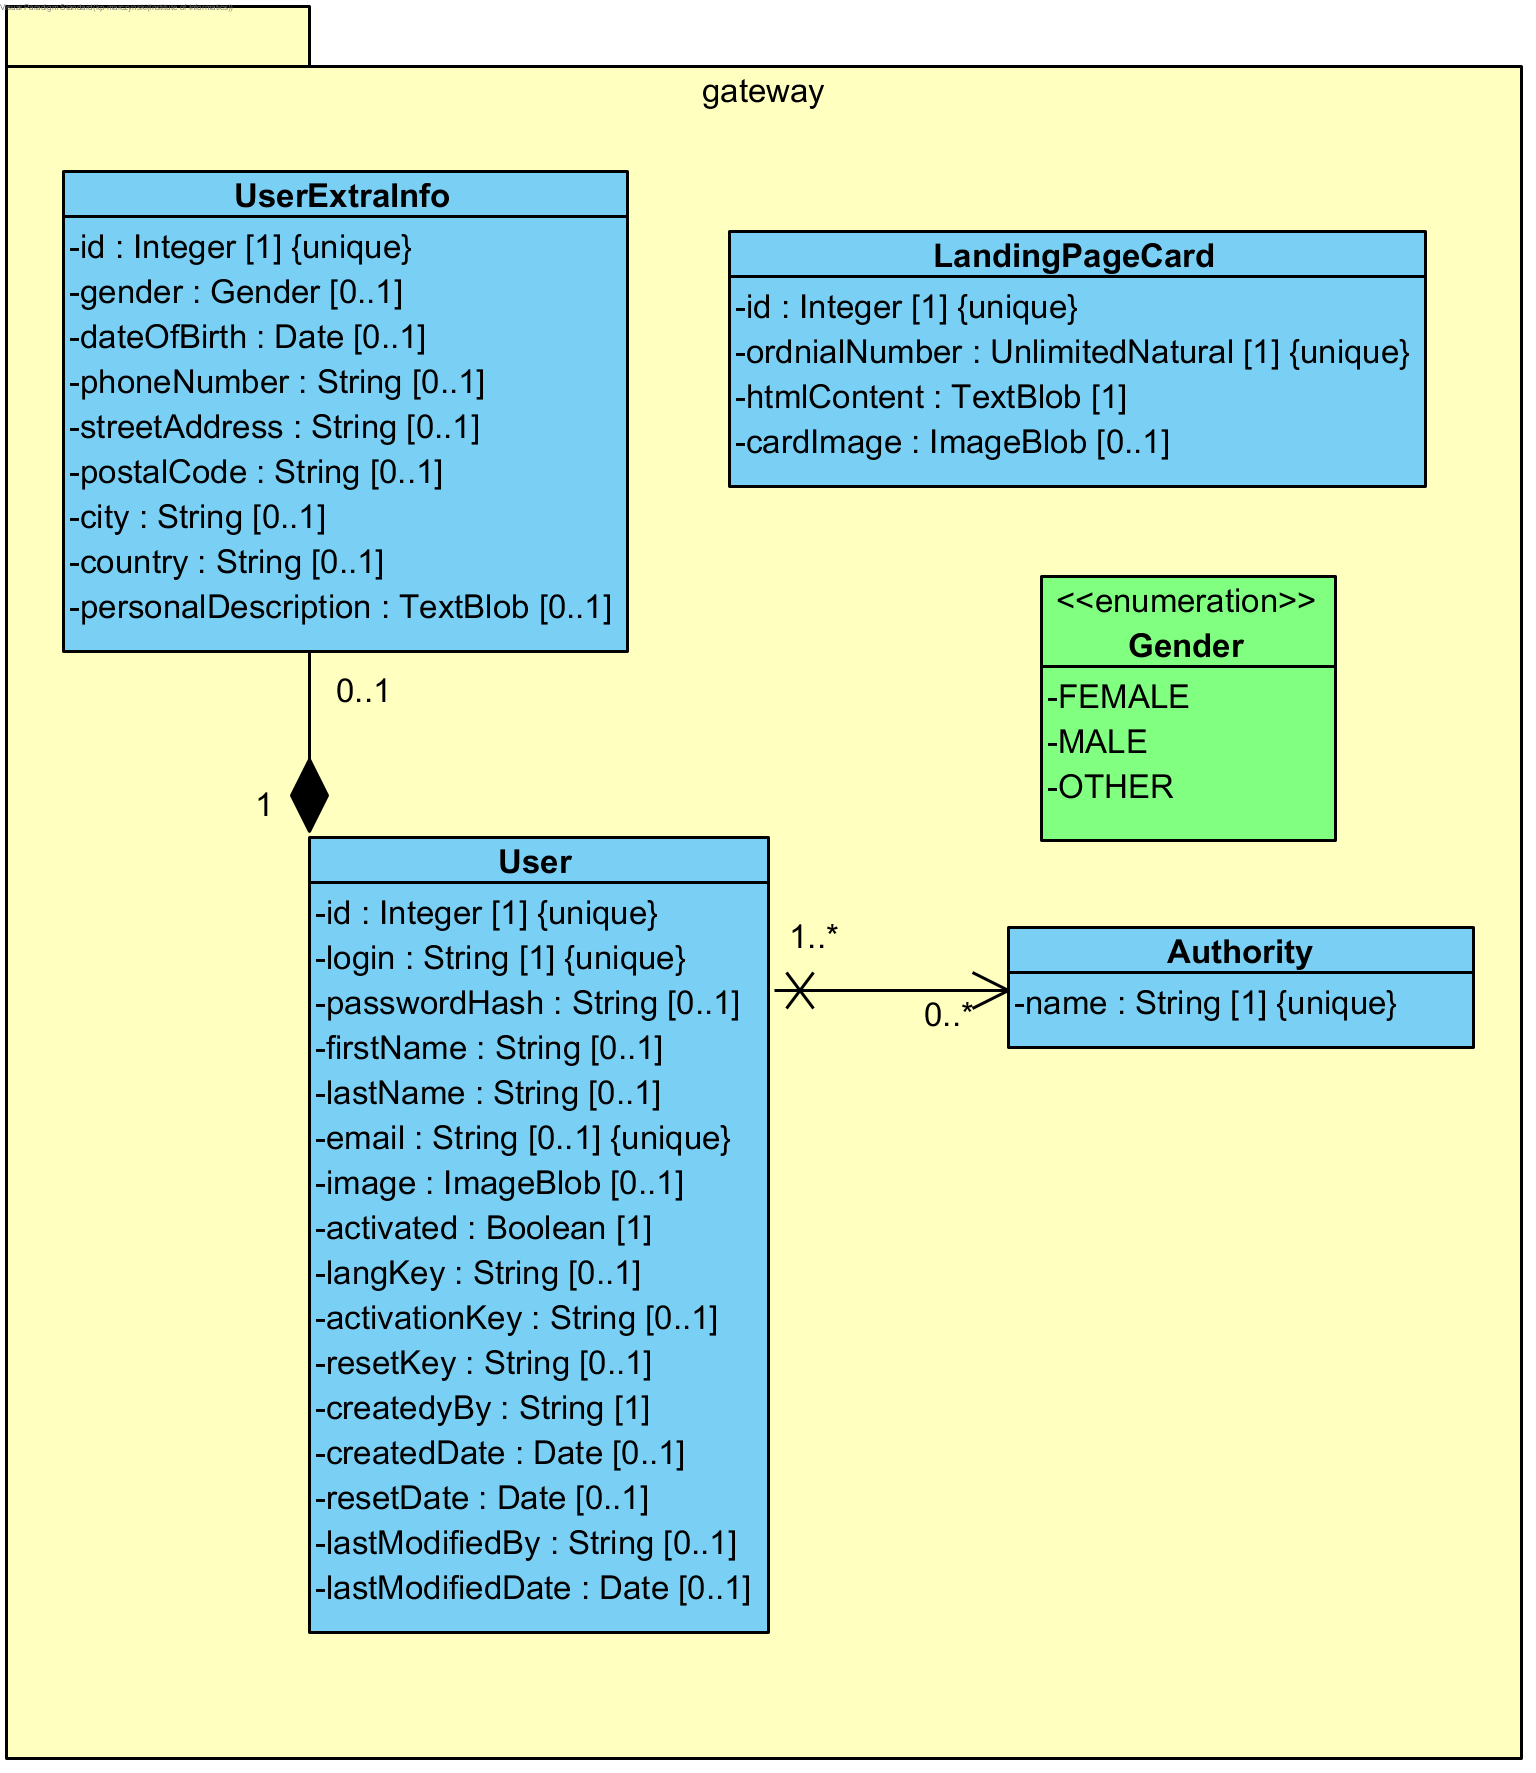 gateway
UserExtraInfo
-id : Integer [1] {unique}
-gender : Gender [0..1]
-dateOfBirth : Date [0..1]
-phoneNumber : String [0..1]
-streetAddress : String [0..1]
-postalCode : String [0..1]
-city : String [0..1]
-country : String [0..1]
-personalDescription : TextBlob [0..1]
LandingPageCard
-id : Integer [1] {unique}
-ordnialNumber : UnlimitedNatural [1] {unique}
-htmlContent : TextBlob [1]
-cardImage : ImageBlob [0..1]
<<enumeration>>
Gender
-FEMALE
-MALE
-OTHER
0..1
1
User
-id : Integer [1] {unique}
-login : String [1] {unique}
-passwordHash : String [0..1]
-firstName : String [0..1]
-lastName : String [0..1]
-email : String [0..1] {unique}
-image : ImageBlob [0..1]
-activated : Boolean [1]
-langKey : String [0..1]
-activationKey : String [0..1]
-resetKey : String [0..1]
-createdyBy : String [1]
-createdDate : Date [0..1]
-resetDate : Date [0..1]
-lastModifiedBy : String [0..1]
-lastModifiedDate : Date [0..1]
1..*
0..*
Authority
-name : String [1] {unique}